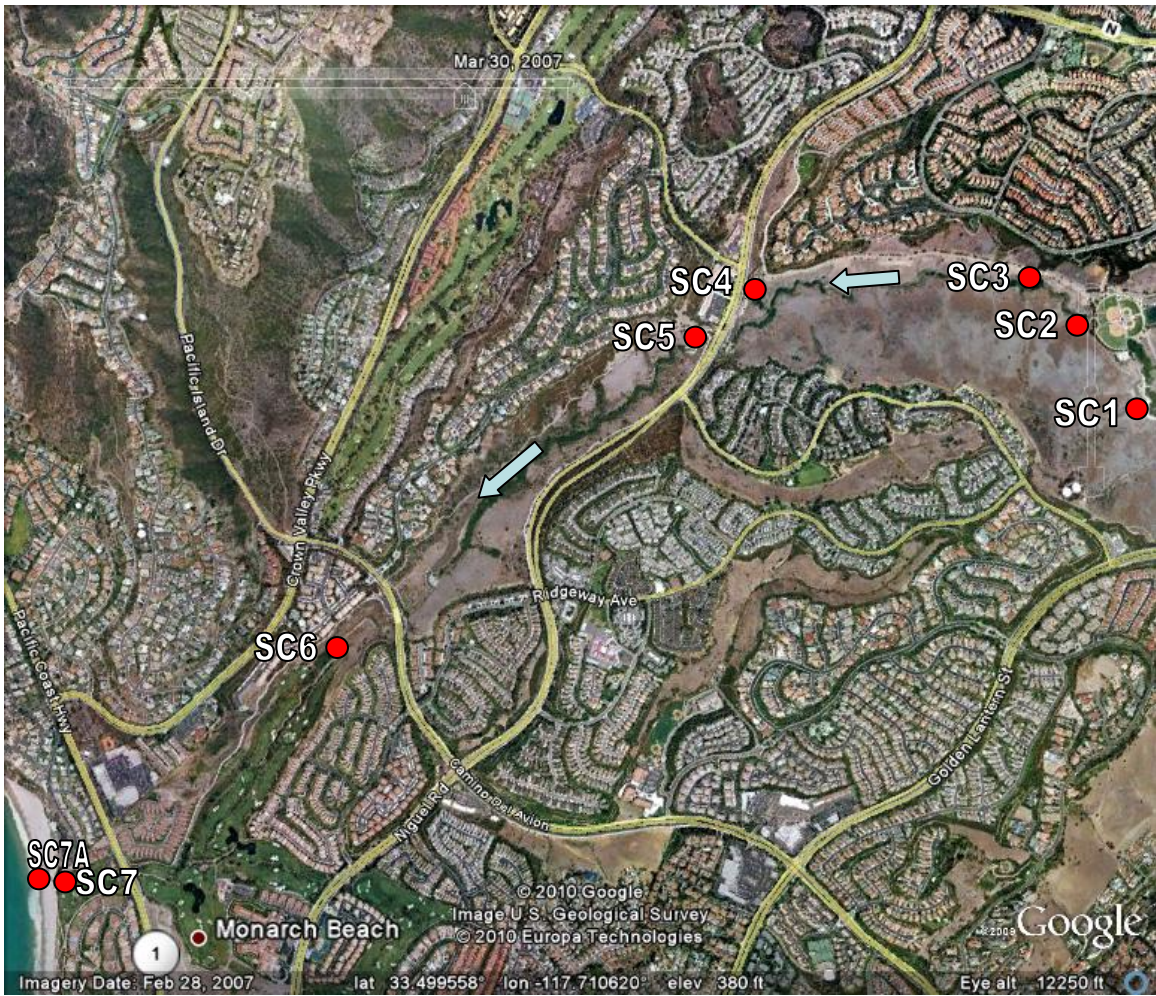 Mar 30, 2007
N
SC4
SC3
SC5
SC2
SC1
Pacific Island Dr
Crown Valley Pkwy
Ridgeway Ave
SC6
Pacific Coast Hwy
Golden Lantern St
Niguel Rd
Camino Del Avion
SC7A
SC7
Monarch Beach
1
© 2010 Google
Image U.S. Geological Survey
© 2010 Europa Technologies
©2009 Google
Imagery Date: Feb 28, 2007 lat 33.499558° lon -117.710620° elev 380 ft Eye alt 12250 ft